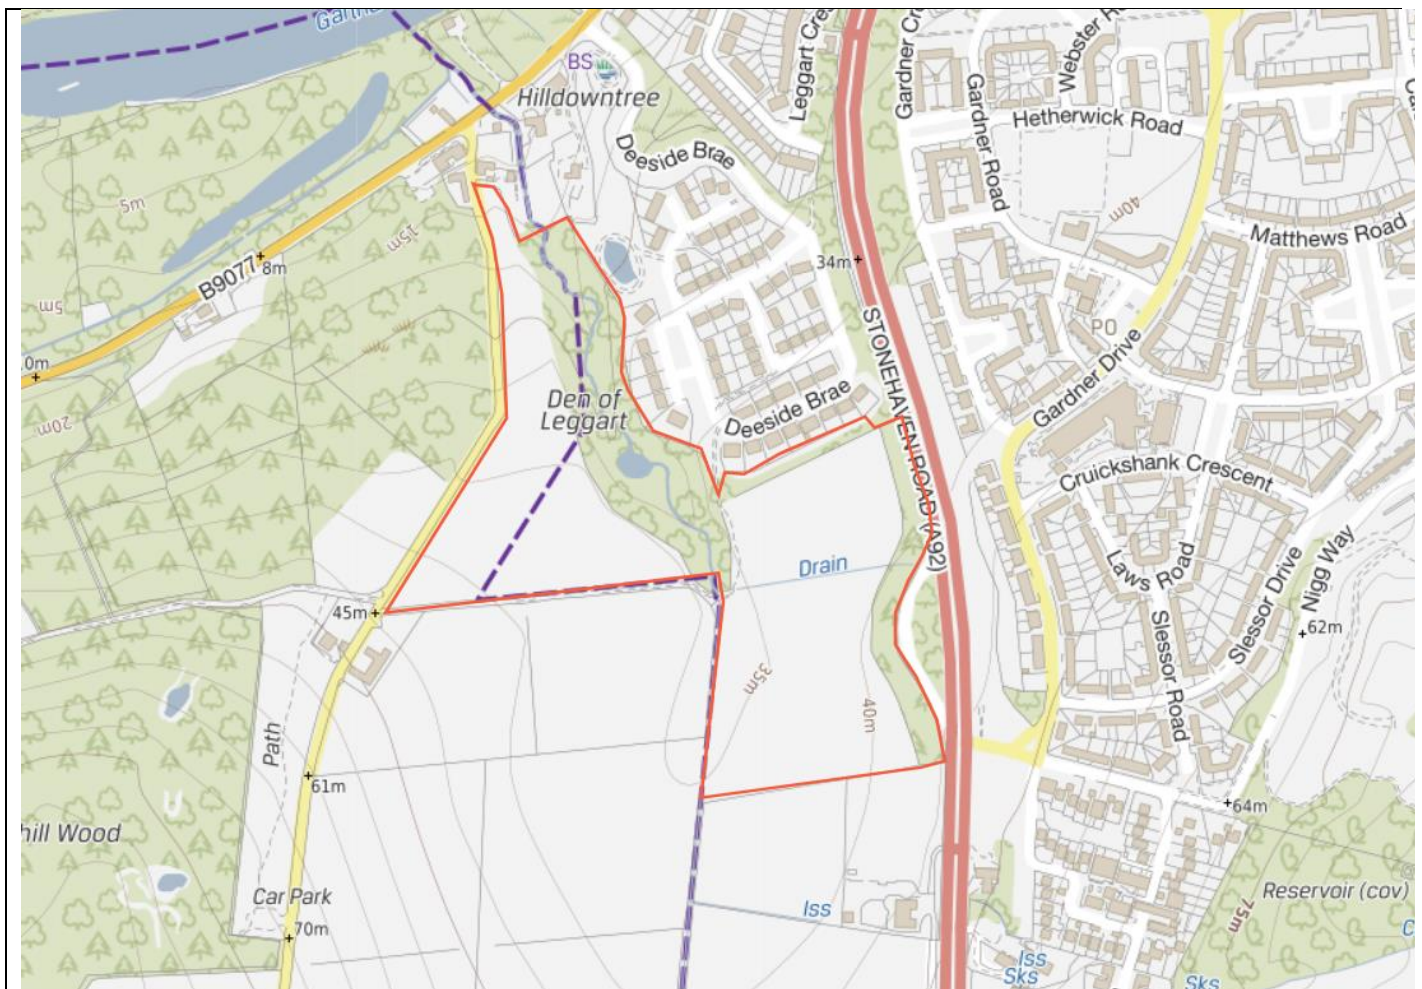 Leggart Cres
Gardner Cr
Webster R
BS
Hilldowntree
Gardner Road
Hetherwick Road
Deeside Brae
5m
15m
40m
Matthews Road
B9077
8m
34m
5m
STONEHAVEN ROAD (A92)
PO
0m
Gardner Drive
20m
Den of
Leggart
Deeside Brae
Cruickshank Crescent
Drain
Laws Road
Slessor Drive
Nigg Way
45m
Slessor Road
62m
35m
40m
Path
61m
64m
hill Wood
Car Park
Reservoir (cov)
75m
70m
Iss
Iss
Sks
Sks